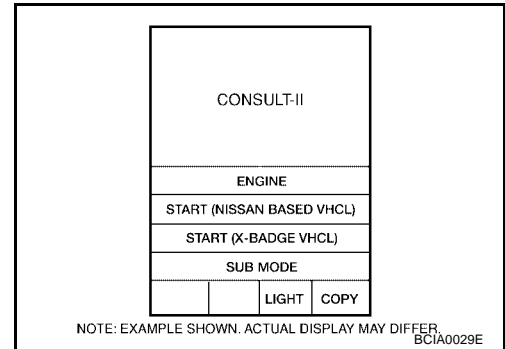 CONSULT-II
ENGINE
START (NISSAN BASED VHCL)
START (X-BADGE VHCL)
SUB MODE
LIGHT COPY
NOTE: EXAMPLE SHOWN. ACTUAL DISPLAY MAY DIFFER.
BCIA0029E